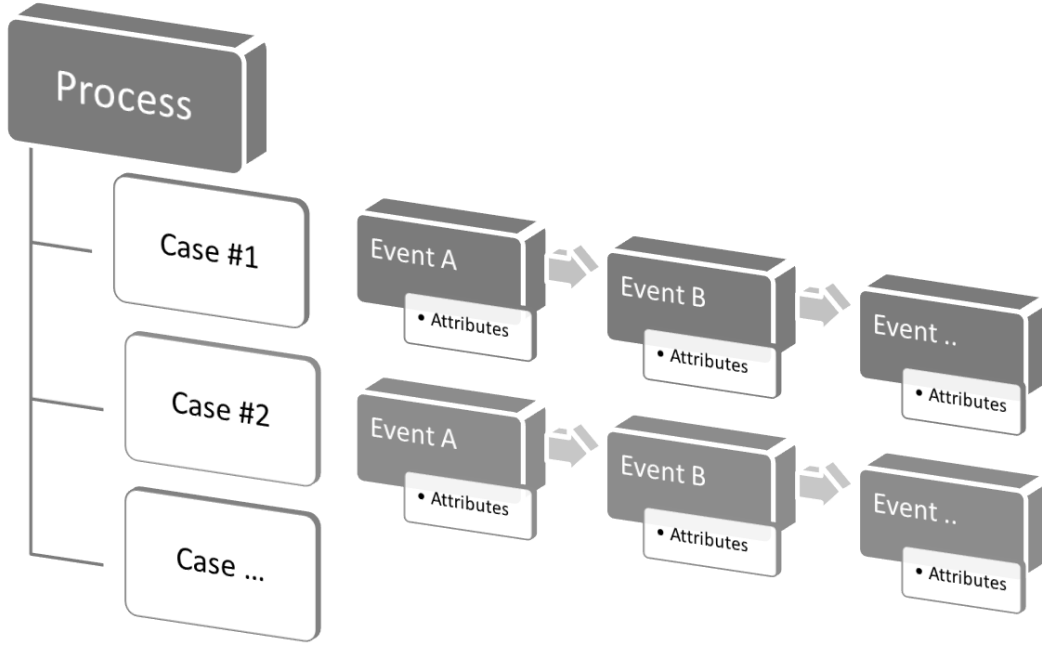 Process
Case #1
Event A
• Attributes
Event B
• Attributes
Event ..
• Attributes
Case #2
Event A
• Attributes
Event B
• Attributes
Event ..
• Attributes
Case ...